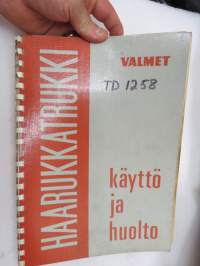 HAARUKKATRUKKI
VALMET
TD 1258
käyttö
ja
huolto